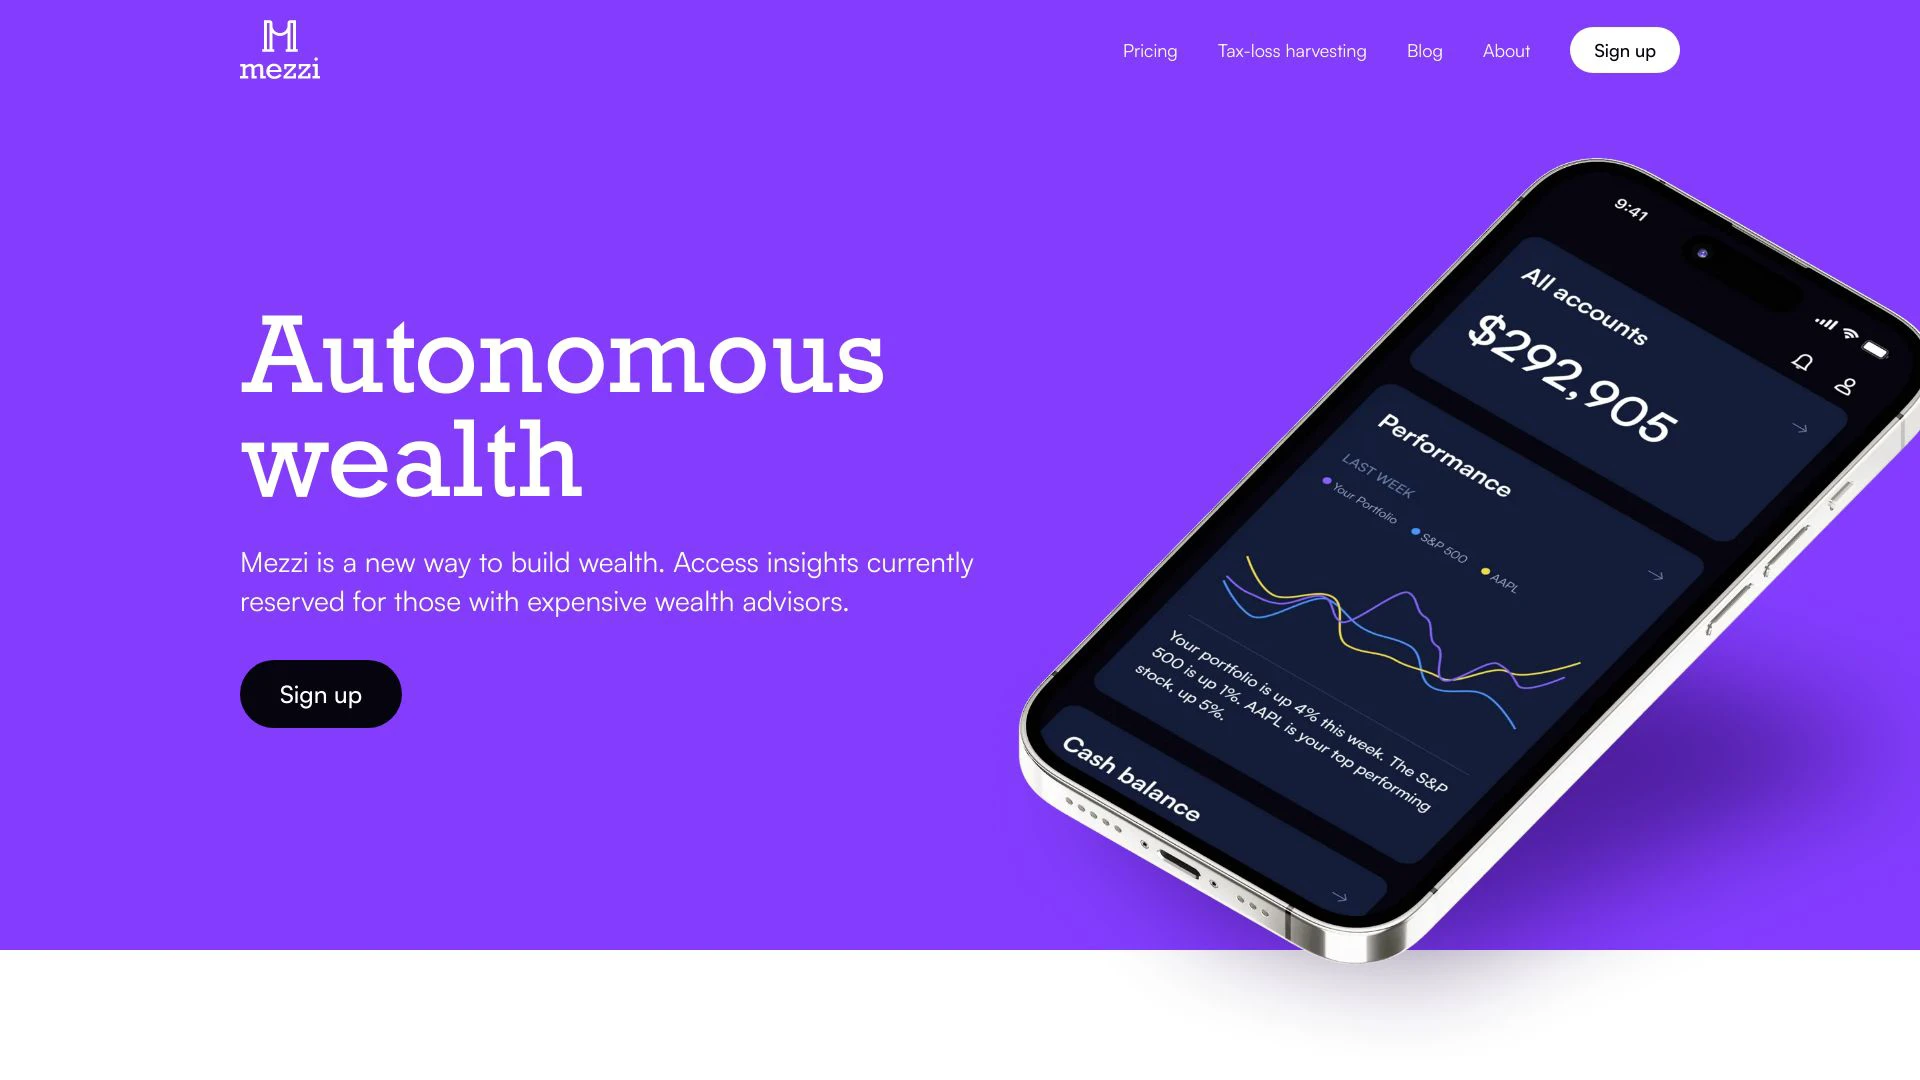 mezzi
Pricing
Tax-loss harvesting
Blog
About
Sign up
Autonomous
wealth
Mezzi is a new way to build wealth. Access insights currently
reserved for those with expensive wealth advisors.
Sign up
9:41
All accounts
$292,905
Performance
LAST WEEK
Your Portfolio
S&P 500
AAPL
Your portfolio is up 4% this week. The S&P
500 is up 1%. AAPL is your top performing
stock, up 5%.
Cash balance